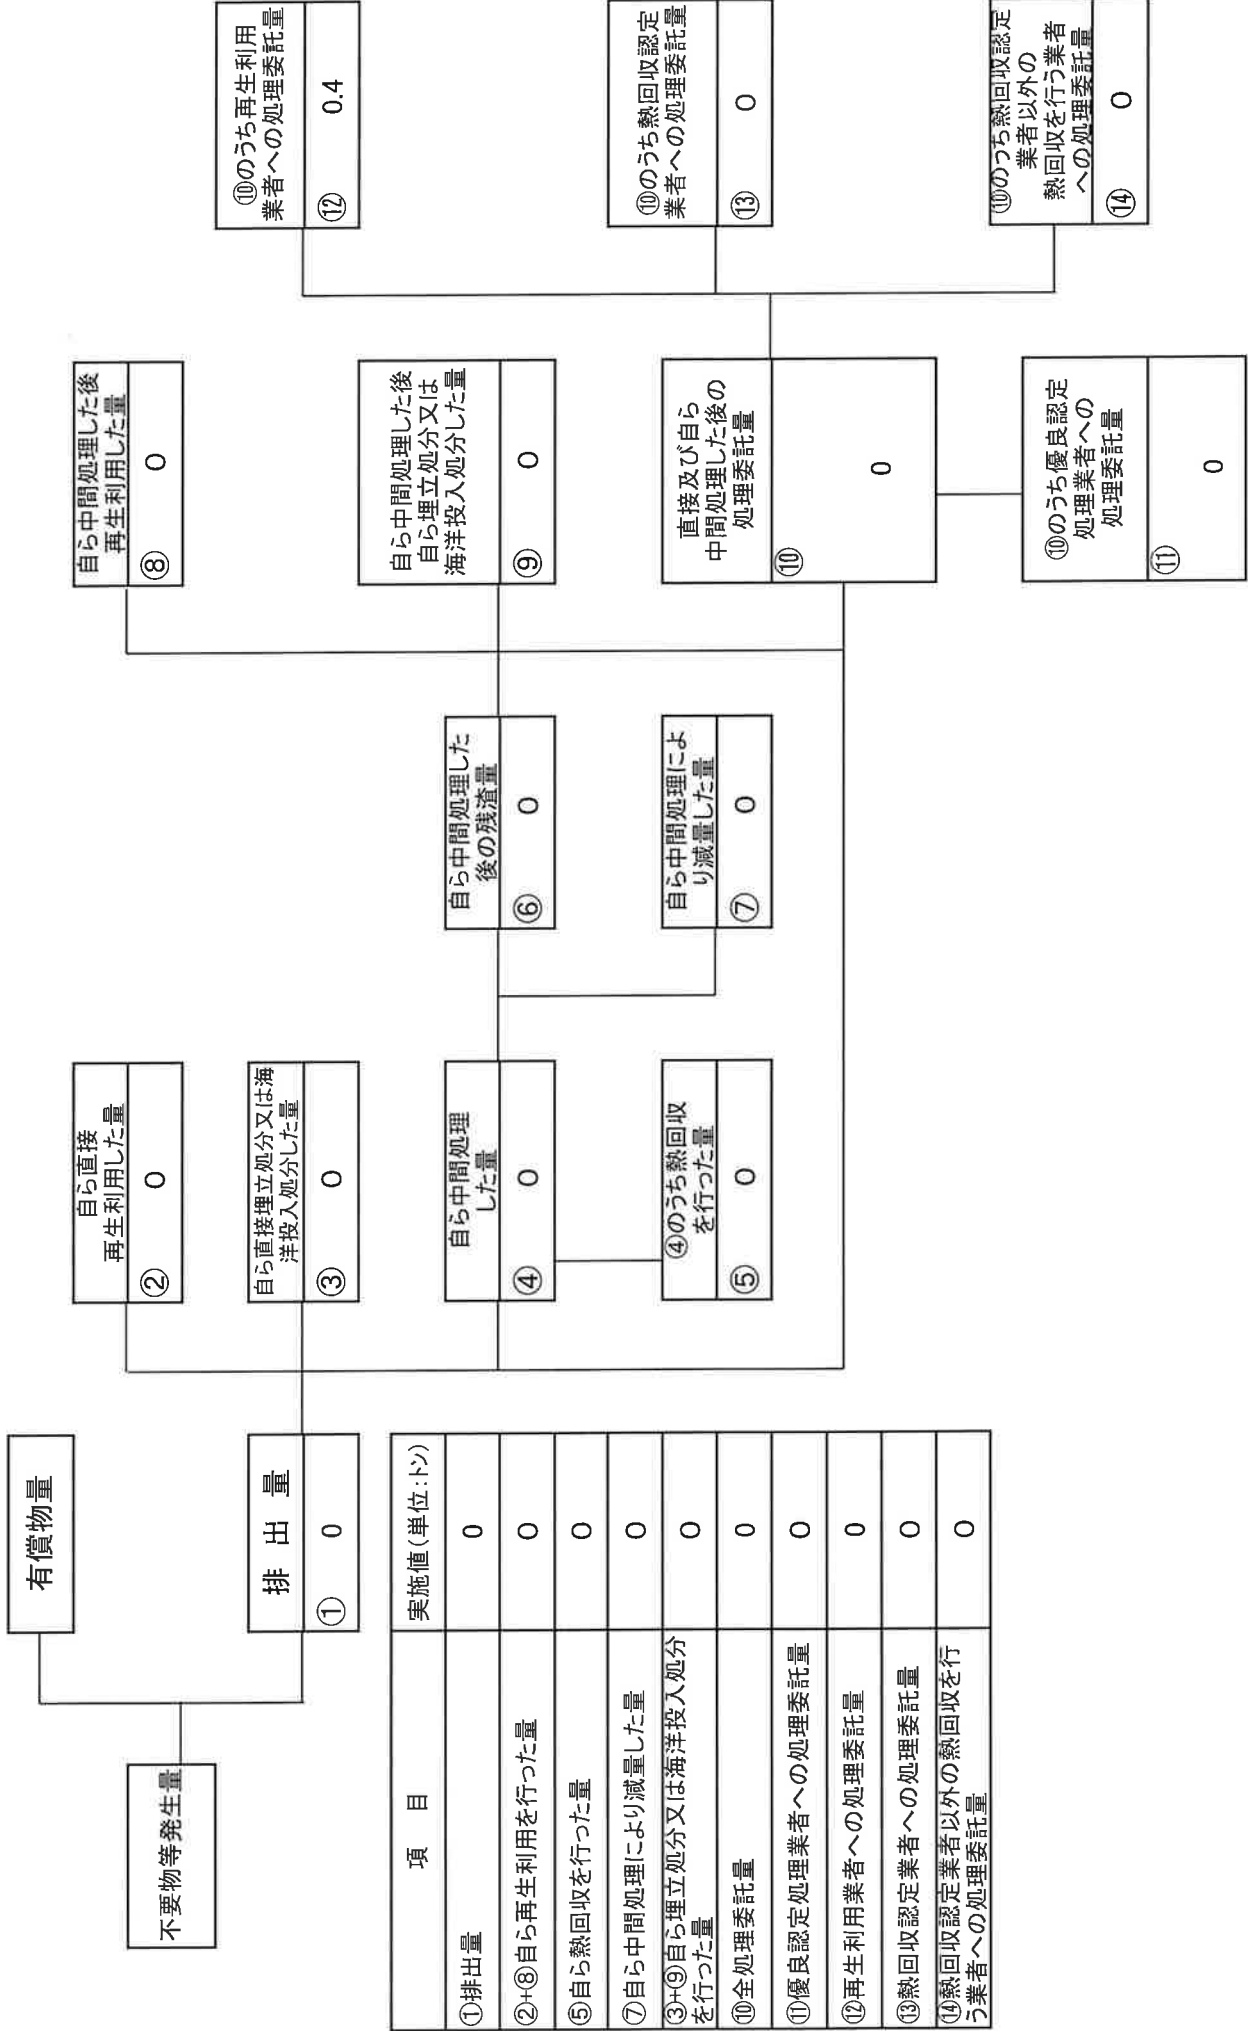 有償物量
不要物等発生量
排 出 量
① 0
自ら直接
再生利用した量
② 0
自ら直接埋立処分又は海
洋投入処分した量
③ 0
自ら中間処理
した量
④ 0
④のうち熱回収
を行った量
⑤ 0
自ら中間処理した
後の残渣量
⑥ 0
自ら中間処理によ
り減量した量
⑦ 0
自ら中間処理した後
再生利用した量
⑧ 0
自ら中間処理した後
自ら埋立処分又は
海洋投入処分した量
⑨ 0
直接及び自ら
中間処理した後の
処理委託量
⑩ 0
⑩のうち優良認定
処理業者への
処理委託量
⑪ 0
⑩のうち再生利用
業者への処理委託量
⑫ 0.4
⑩のうち熱回収認定
業者への処理委託量
⑬ 0
⑩のうち熱回収認定
業者以外の
熱回収を行う業者
への処理委託量
⑭ 0
項 目 実施値(単位:トン)
①排出量 0
②+⑧自ら再生利用を行った量 0
⑤自ら熱回収を行った量 0
⑦自ら中間処理により減量した量 0
③+⑨自ら埋立処分又は海洋投入処分
を行った量 0
⑩全処理委託量 0
⑪優良認定処理業者への処理委託量 0
⑫再生利用業者への処理委託量 0
⑬熱回収認定業者への処理委託量 0
⑭熱回収認定業者以外の熱回収を行
う業者への処理委託量 0